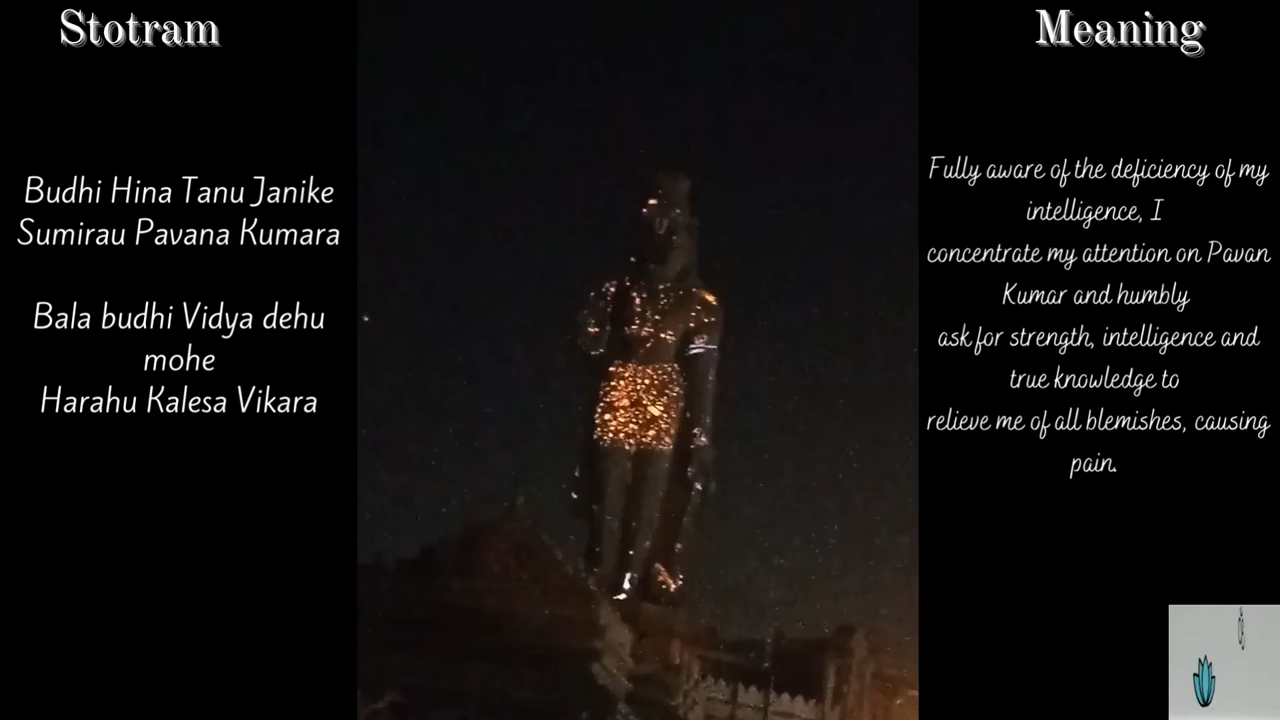 Stotram
Budhi Hina Tanu Janike
Sumirau Pavana Kumara
Bala budhi Vidya dehu
mohe
Harahu Kalesa Vikara
Meaning
Fully aware of the deficiency of my
intelligence, I
concentrate my attention on Pavan
Kumar and humbly
ask for strength, intelligence and
true knowledge to
relieve me of all blemishes, causing
pain.